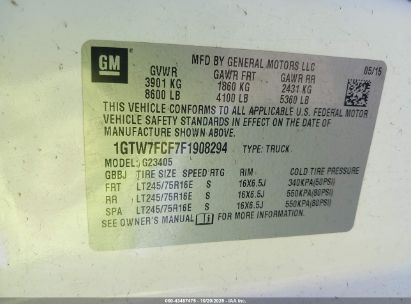 GM
MFD BY GENERAL MOTORS LLC
05/15
GVWR GAWR FRT GAWR RR
3901 KG 1860 KG 2431 KG
8600 LB 4100 LB 5360 LB
THIS VEHICLE CONFORMS TO ALL APPLICABLE U.S. FEDERAL MOTOR
VEHICLE SAFETY STANDARDS IN EFFECT ON THE DATE OF
MANUFACTURE SHOWN ABOVE.
1GTW7FCF7F1908294 TYPE: TRUCK
MODEL: G23405
GBBJ TIRE SIZE SPEED RTG RIM COLD TIRE PRESSURE
FRT LT245/75R16E S 16X6.5J 340KPA(50PSI)
RR LT245/75R16E S 16X6.5J 550KPA(80PSI)
SPA LT245/75R16E S 16X6.5J 550KPA(80PSI)
SEE OWNER'S MANUAL FOR MORE INFORMATION.